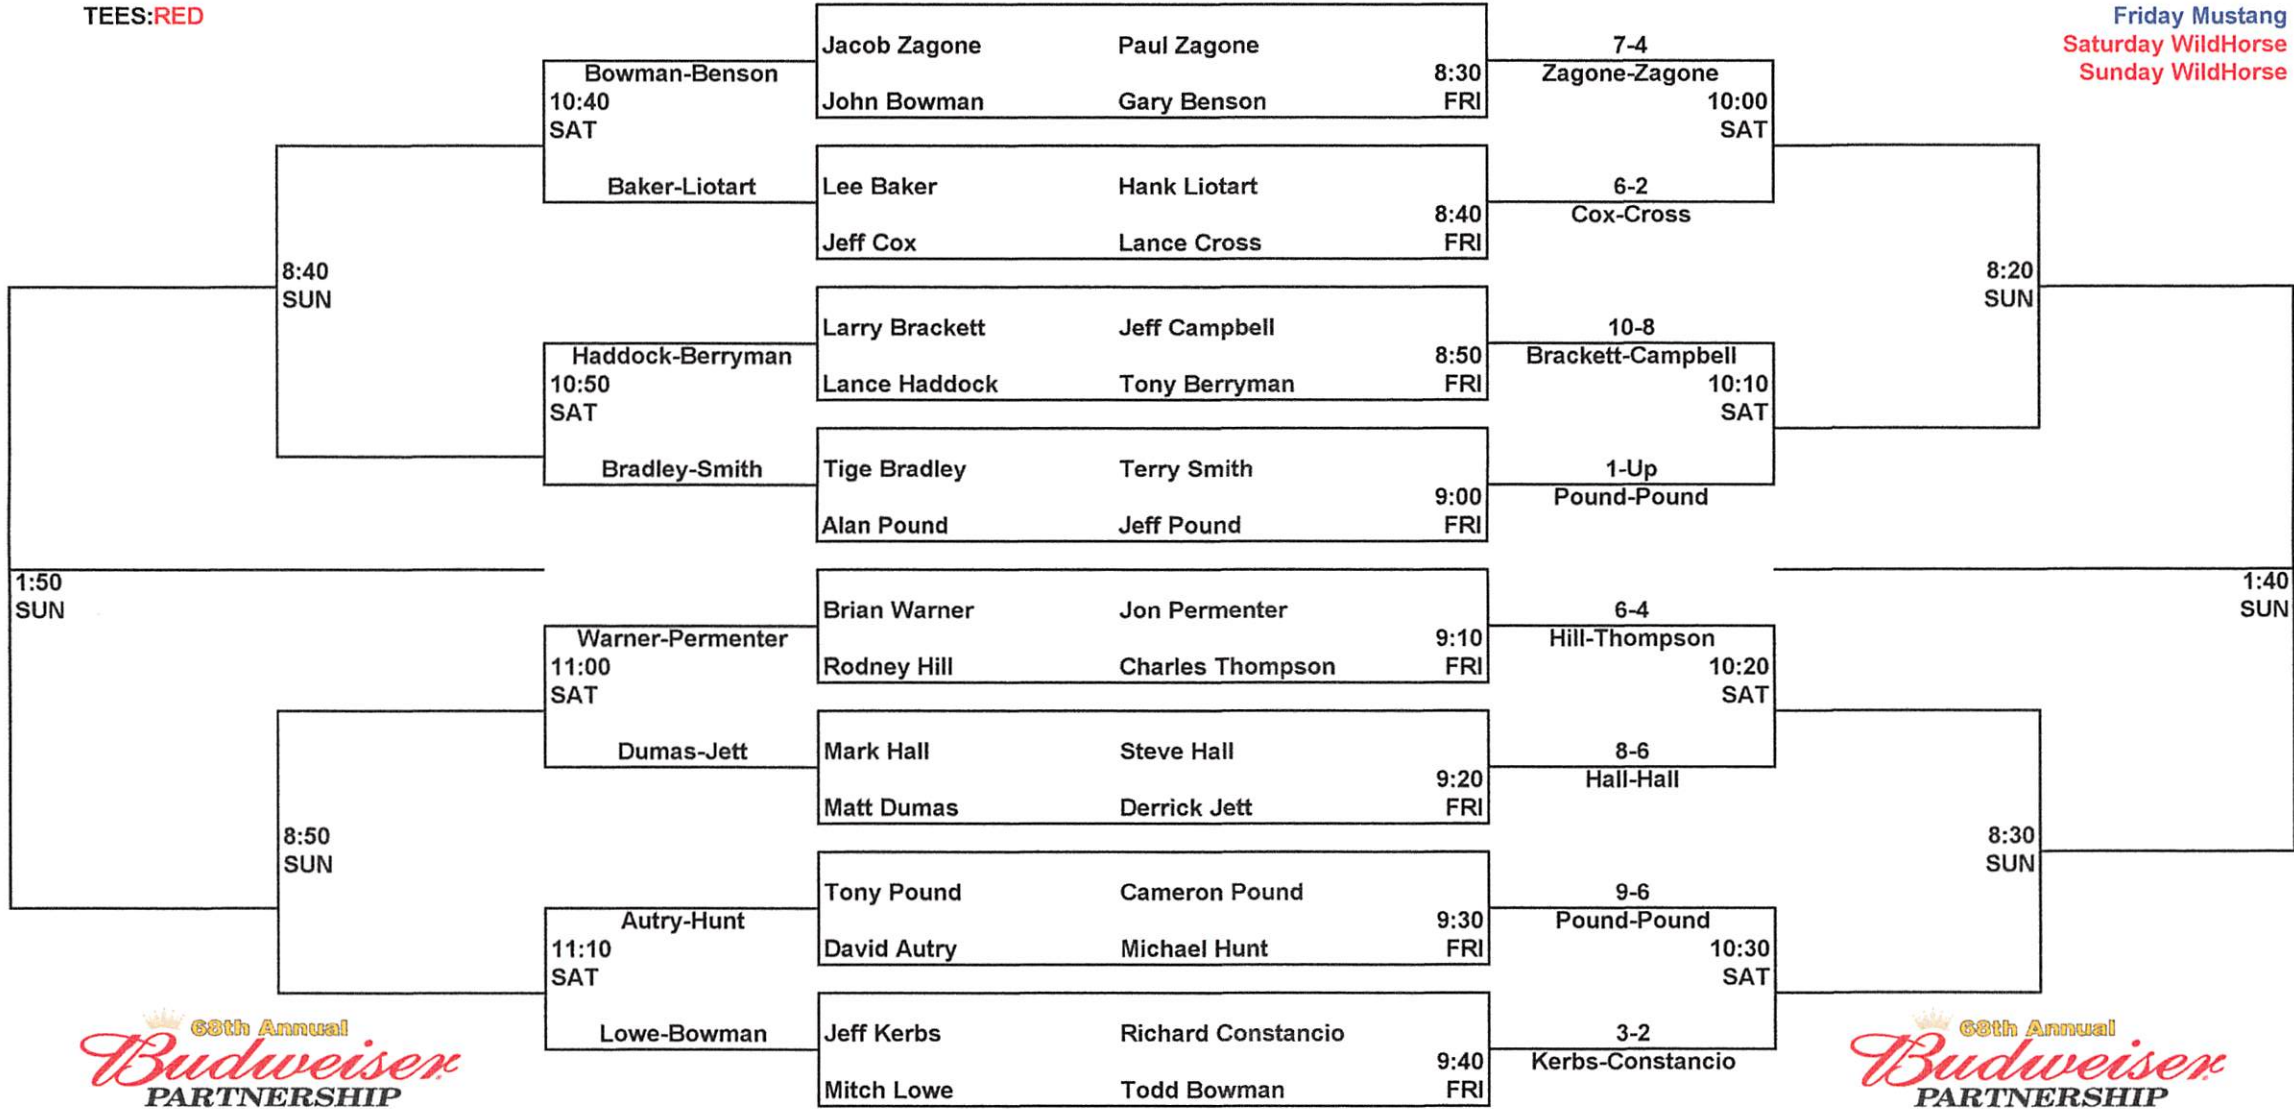 TEES:RED
Friday Mustang
Saturday WildHorse
Sunday WildHorse
Jacob Zagone Paul Zagone
8:30
John Bowman Gary Benson FRI
Lee Baker Hank Liotart
8:40
Jeff Cox Lance Cross FRI
Larry Brackett Jeff Campbell
8:50
Lance Haddock Tony Berryman FRI
Tige Bradley Terry Smith
9:00
Alan Pound Jeff Pound FRI
Brian Warner Jon Permenter
9:10
Rodney Hill Charles Thompson FRI
Mark Hall Steve Hall
9:20
Matt Dumas Derrick Jett FRI
Tony Pound Cameron Pound
9:30
David Autry Michael Hunt FRI
Jeff Kerbs Richard Constancio
9:40
Mitch Lowe Todd Bowman FRI
Bowman-Benson
10:40
SAT
Baker-Liotart
Haddock-Berryman
10:50
SAT
Bradley-Smith
Warner-Permenter
11:00
SAT
Dumas-Jett
Autry-Hunt
11:10
SAT
Lowe-Bowman
8:40
SUN
8:50
SUN
1:50
SUN
7-4
Zagone-Zagone
10:00
SAT
6-2
Cox-Cross
10-8
Brackett-Campbell
10:10
SAT
1-Up
Pound-Pound
6-4
Hill-Thompson
10:20
SAT
8-6
Hall-Hall
9-6
Pound-Pound
10:30
SAT
3-2
Kerbs-Constancio
8:20
SUN
8:30
SUN
1:40
SUN
68th Annual
Budweiser
PARTNERSHIP
68th Annual
Budweiser
PARTNERSHIP